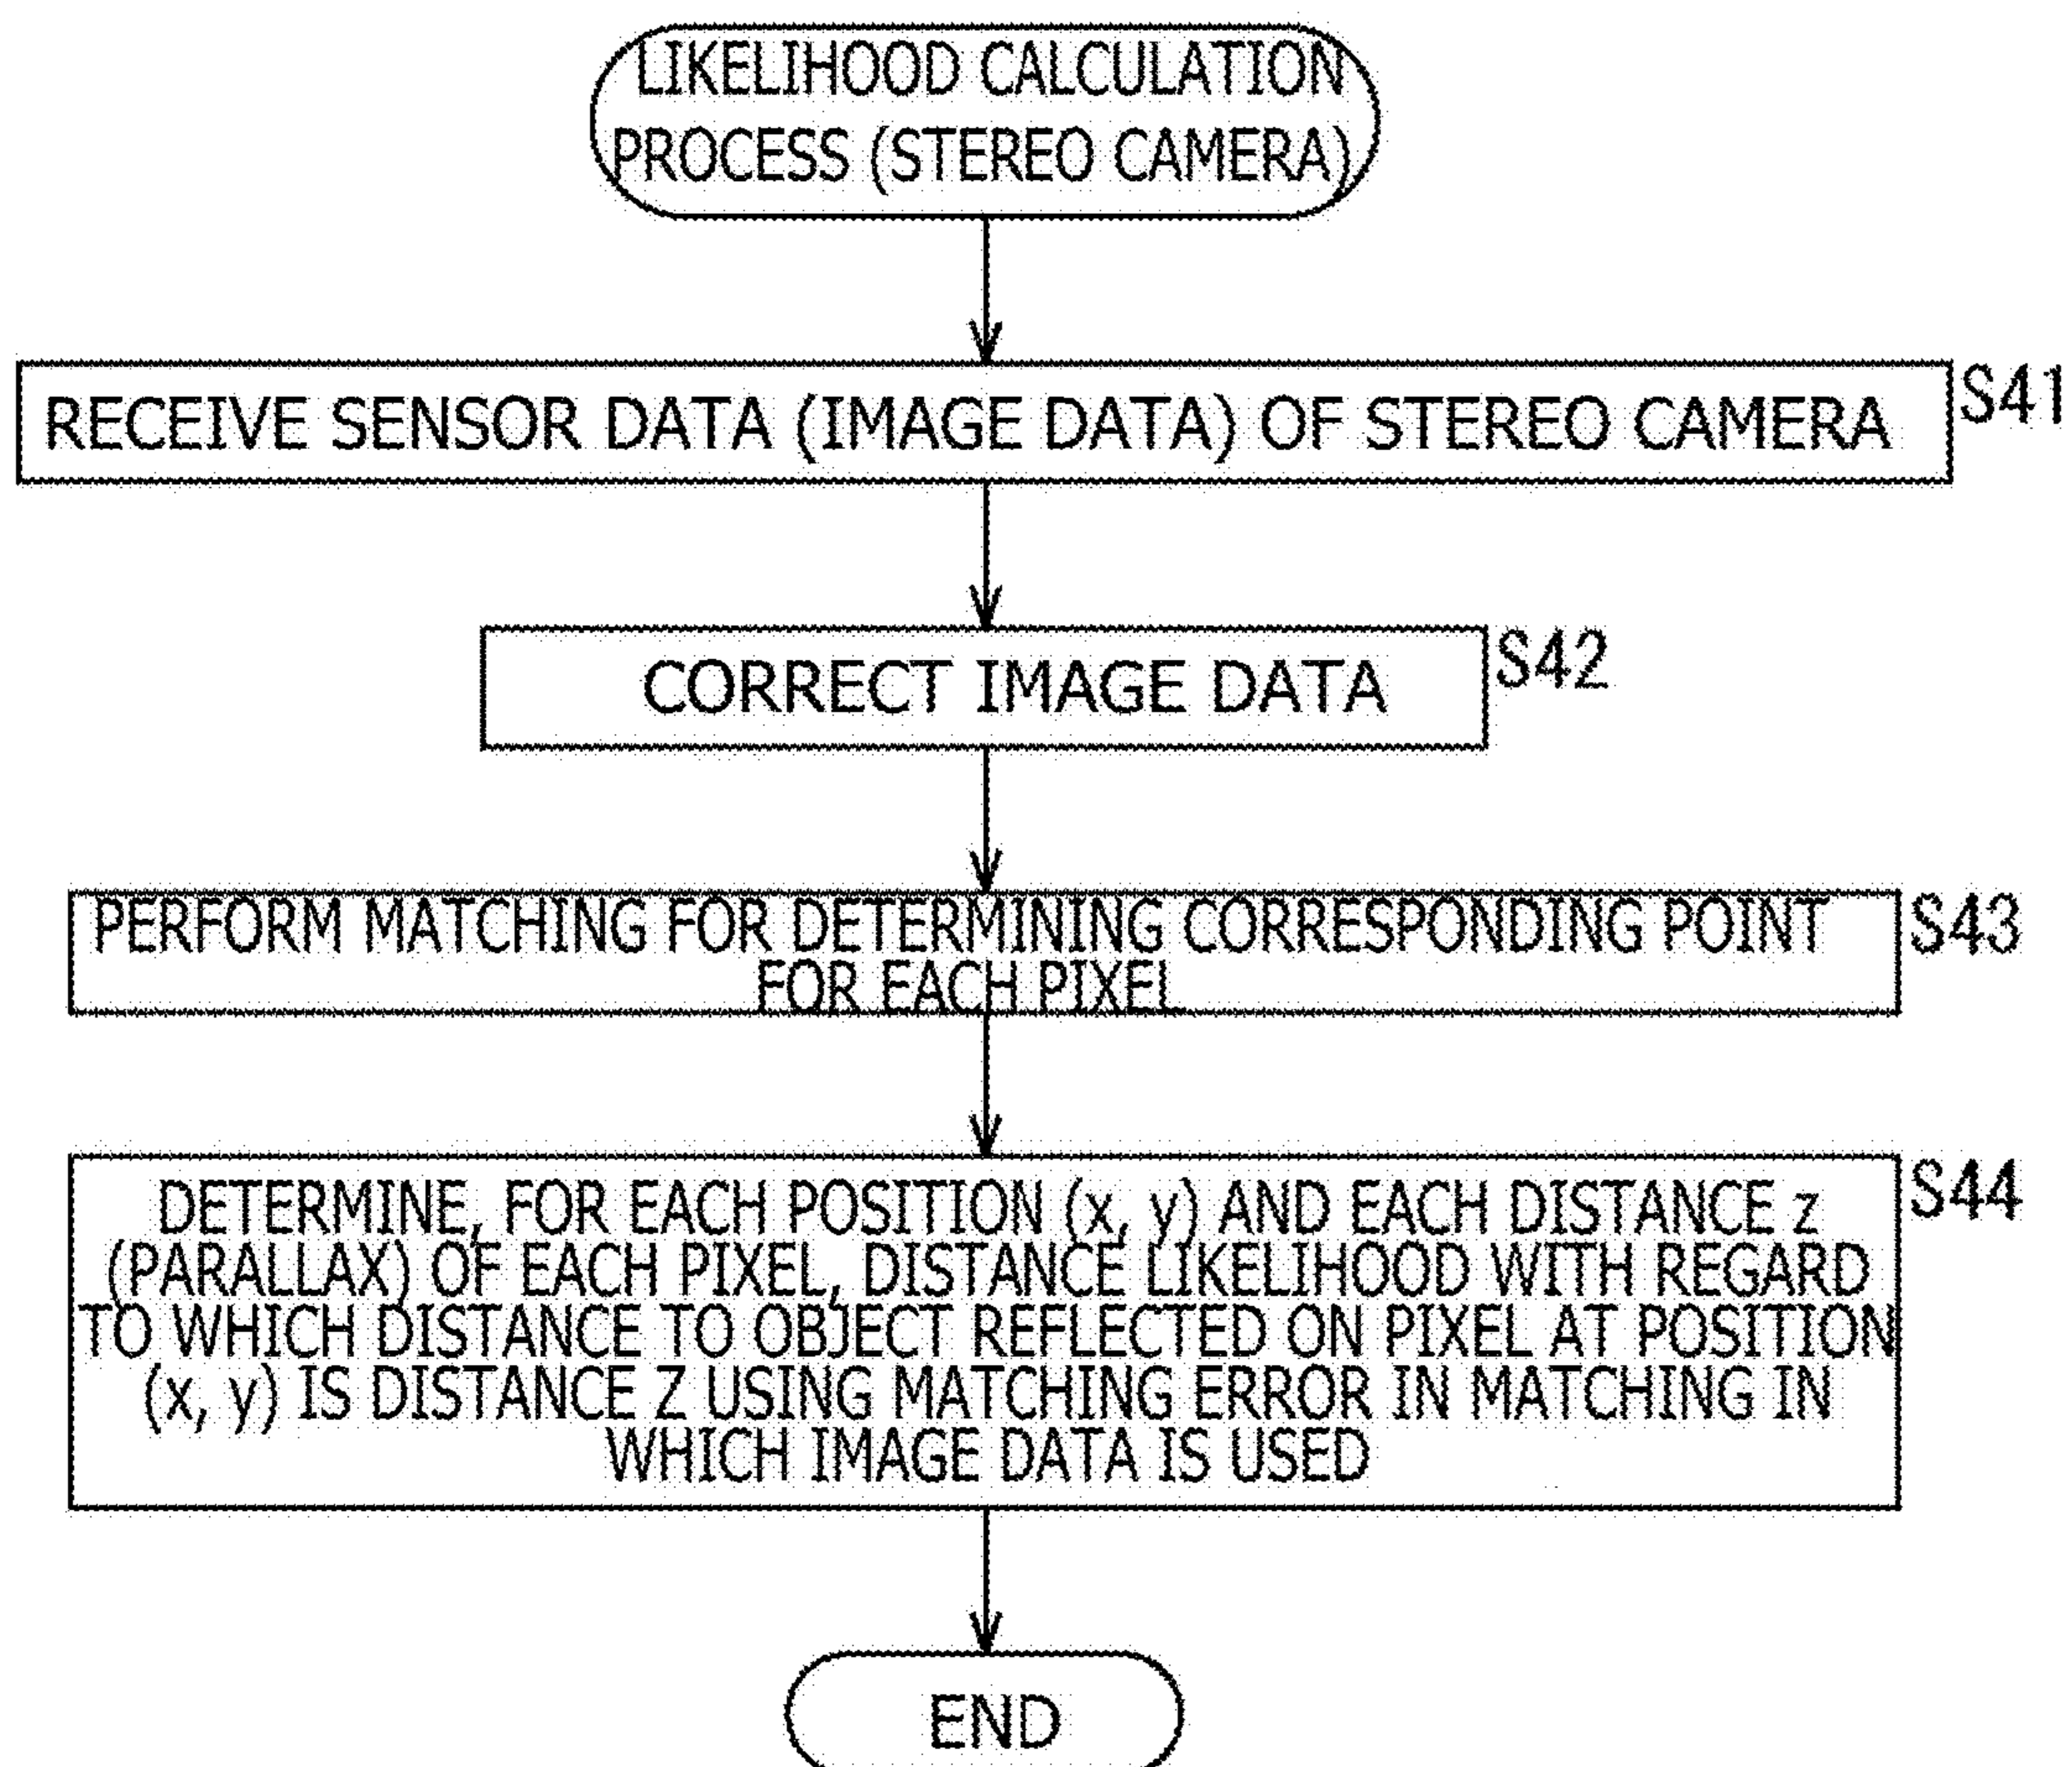 LIKELIHOOD CALCULATION
PROCESS (STEREO CAMERA)
RECEIVE SENSOR DATA (IMAGE DATA) OF STEREO CAMERA
S41
CORRECT IMAGE DATA
S42
PERFORM MATCHING FOR DETERMINING CORRESPONDING POINT
FOR EACH PIXEL
S43
DETERMINE, FOR EACH POSITION (x, y) AND EACH DISTANCE z
(PARALLAX) OF EACH PIXEL, DISTANCE LIKELIHOOD WITH REGARD
TO WHICH DISTANCE TO OBJECT REFLECTED ON PIXEL AT POSITION
(x, y) IS DISTANCE Z USING MATCHING ERROR IN MATCHING IN
WHICH IMAGE DATA IS USED
S44
END